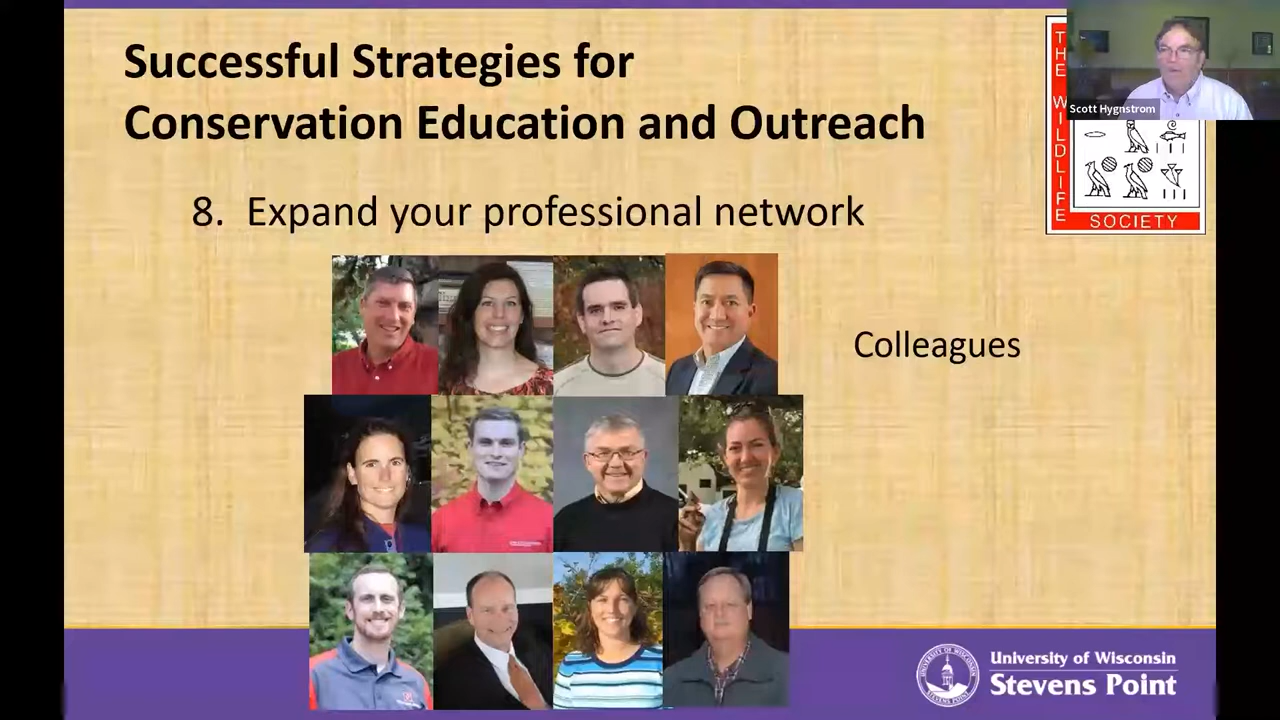 Successful Strategies for
Conservation Education and Outreach
THE WILDLIFE
SOCIETY
Scott Hygnstrom
8. Expand your professional network
Colleagues
University of Wisconsin
Stevens Point